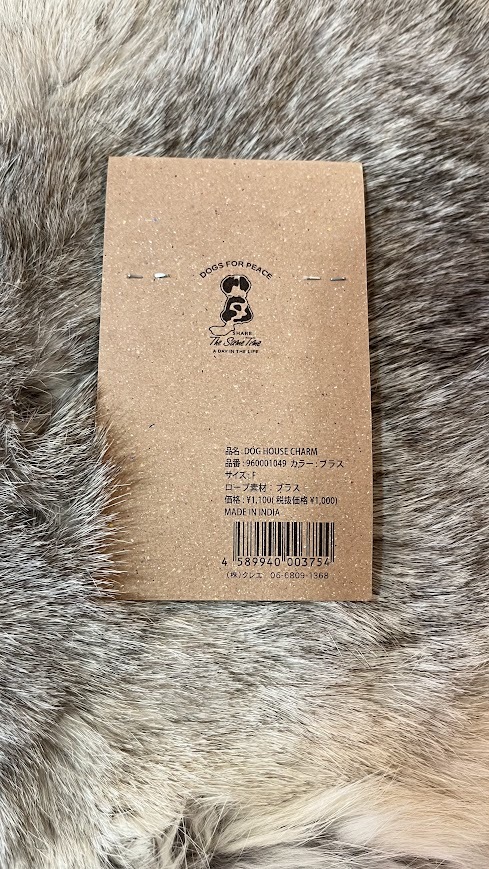 DOGS FOR PEACE
SHARE
The Same Time
A DAY IN THE LIFE
品名：DOG HOUSE CHARM
品番：960001049 カラー：ブラス
サイズ：F
ロープ素材：ブラス
価格：¥1,100(税抜価格¥1,000)
MADE IN INDIA
4 589940 003754
(株)クレエ 06-6809-1368